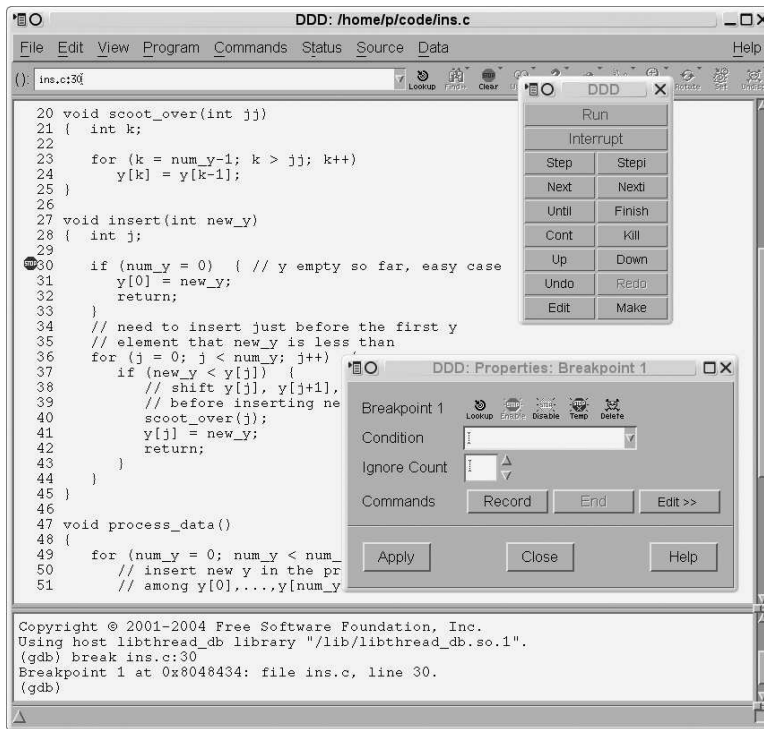 DDD: /home/p/code/ins.c
File Edit View Program Commands Status Source Data Help
(): ins.c:30
Lookup Find» Clear Rotate Set Undisp
20 void scoot_over(int jj)
21 { int k;
22
23 for (k = num_y-1; k > jj; k++)
24 y[k] = y[k-1];
25 }
26
27 void insert(int new_y)
28 { int j;
29
STOP 30 if (num_y = 0) { // y empty so far, easy case
31 y[0] = new_y;
32 return;
33 }
34 // need to insert just before the first y
35 // element that new_y is less than
36 for (j = 0; j < num_y; j++) {
37 if (new_y < y[j]) {
38 // shift y[j], y[j+1],
39 // before inserting ne
40 scoot_over(j);
41 y[j] = new_y;
42 return;
43 }
44 }
45 }
46
47 void process_data()
48 {
49 for (num_y = 0; num_y < num_
50 // insert new y in the pr
51 // among y[0],...,y[num_y
DDD
Run
Interrupt
Step Stepi
Next Nexti
Until Finish
Cont Kill
Up Down
Undo Redo
Edit Make
DDD: Properties: Breakpoint 1
Breakpoint 1 Lookup Enable Disable Temp Delete
Condition
Ignore Count
Commands Record End Edit >>
Apply Close Help
Copyright © 2001-2004 Free Software Foundation, Inc.
Using host libthread_db library "/lib/libthread_db.so.1".
(gdb) break ins.c:30
Breakpoint 1 at 0x8048434: file ins.c, line 30.
(gdb)